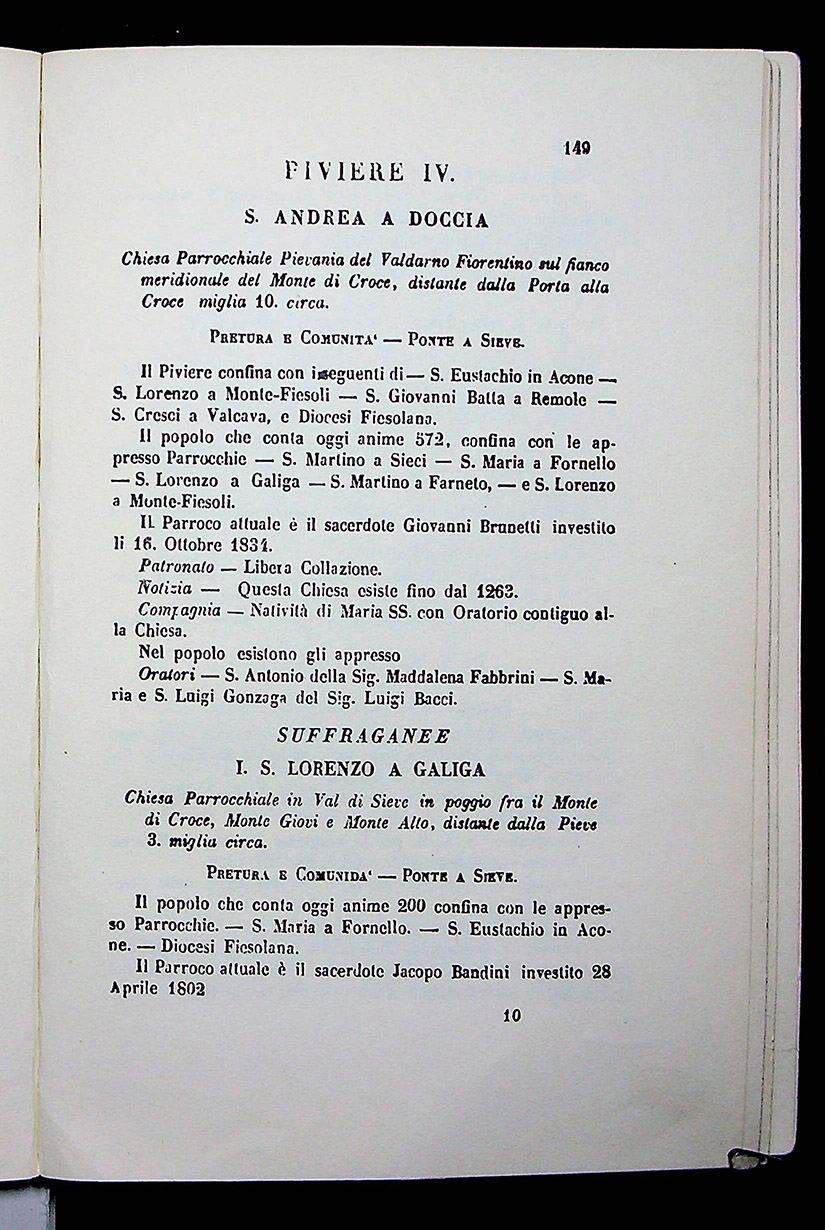 149
PIVIERE IV.
S. ANDREA A DOCCIA
Chiesa Parrocchiale Pievania del Valdarno Fiorentino sul fianco
meridionale del Monte di Croce, distante dalla Porta alla
Croce miglia 10. circa.
PRETURA E COMUNITA' — PONTE A SIEVE.
Il Piviere confina con i seguenti di — S. Eustachio in Acone —
S. Lorenzo a Monte-Fiesoli — S. Giovanni Batta a Remole —
S. Cresci a Valcava, e Diocesi Fiesolana.
Il popolo che conta oggi anime 572, confina con le ap-
presso Parrocchie — S. Martino a Sieci — S. Maria a Fornello
— S. Lorenzo a Galiga — S. Martino a Farneto, — e S. Lorenzo
a Monte-Fiesoli.
Il Parroco attuale è il sacerdote Giovanni Brunetti investito
li 16. Ottobre 1834.
Patronato — Libera Collazione.
Notizia — Questa Chiesa esiste fino dal 1263.
Compagnia — Natività di Maria SS. con Oratorio contiguo al-
la Chiesa.
Nel popolo esistono gli appresso
Oratori — S. Antonio della Sig. Maddalena Fabbrini — S. Ma-
ria e S. Luigi Gonzaga del Sig. Luigi Bacci.
SUFFRAGANEE
I. S. LORENZO A GALIGA
Chiesa Parrocchiale in Val di Sieve in poggio fra il Monte
di Croce, Monte Giovi e Monte Alto, distante dalla Pieve
3. miglia circa.
PRETURA E COMUNIDA' — PONTE A SIEVE.
Il popolo che conta oggi anime 200 confina con le appres-
so Parrocchie. — S. Maria a Fornello. — S. Eustachio in Aco-
ne. — Diocesi Fiesolana.
Il Parroco attuale è il sacerdote Jacopo Bandini investito 28
Aprile 1802
10